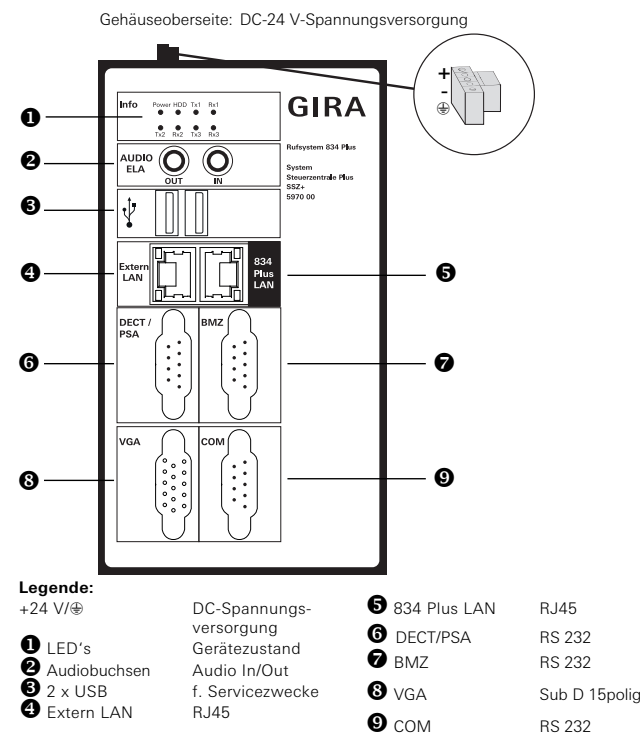 Gehäuseoberseite: DC-24 V-Spannungsversorgung
+
-
Info
Power HDD Tx1 Rx1
Tx2 Rx2 Tx3 Rx3
GIRA
Rufsystem 834 Plus
System
Steuerzentrale Plus
SSZ+
5970 00
❶
❷
AUDIO
ELA
OUT
IN
❸
❹
Extern
LAN
834
Plus
LAN
❺
DECT /
PSA
BMZ
❻
❼
VGA
COM
❽
❾
Legende:
+24 V/⏚ DC-Spannungs-
versorgung
❶ LED's Gerätezustand
❷ Audiobuchsen Audio In/Out
❸ 2 x USB f. Servicezwecke
❹ Extern LAN RJ45
❺ 834 Plus LAN RJ45
❻ DECT/PSA RS 232
❼ BMZ RS 232
❽ VGA Sub D 15polig
❾ COM RS 232